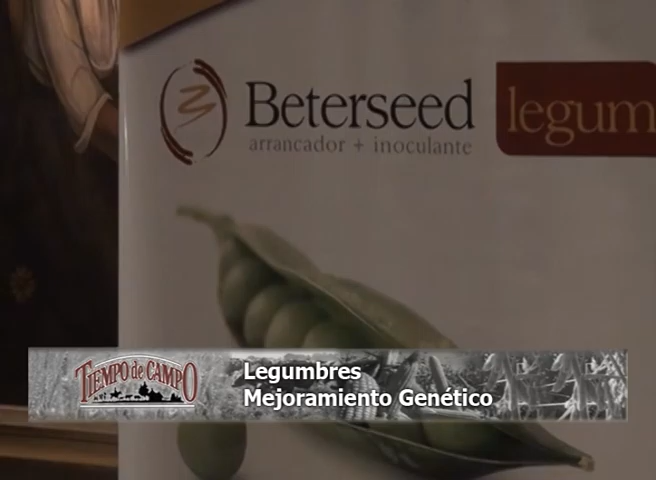 Beterseed
arrancador + inoculante
legum
TIEMPO de CAMPO
Legumbres
Mejoramiento Genético